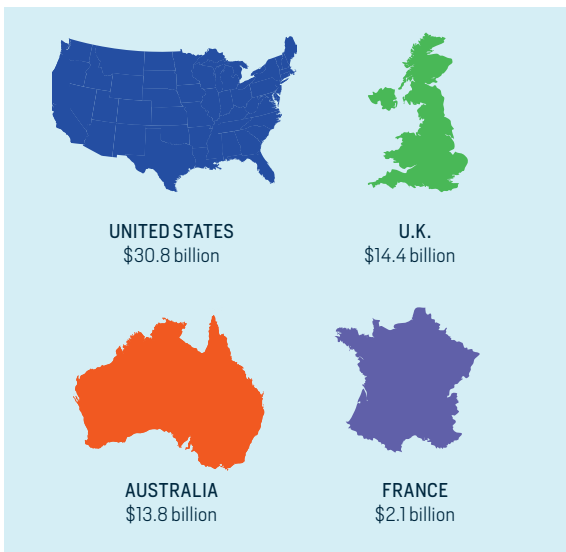 UNITED STATES
$30.8 billion
U.K.
$14.4 billion
AUSTRALIA
$13.8 billion
FRANCE
$2.1 billion